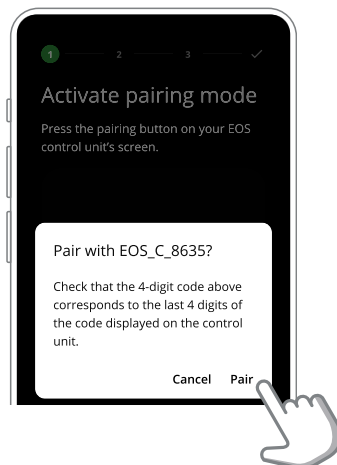 1 2 3
Activate pairing mode
Press the pairing button on your EOS
control unit's screen.
Pair with EOS_C_8635?
Check that the 4-digit code above
corresponds to the last 4 digits of
the code displayed on the control
unit.
Cancel Pair